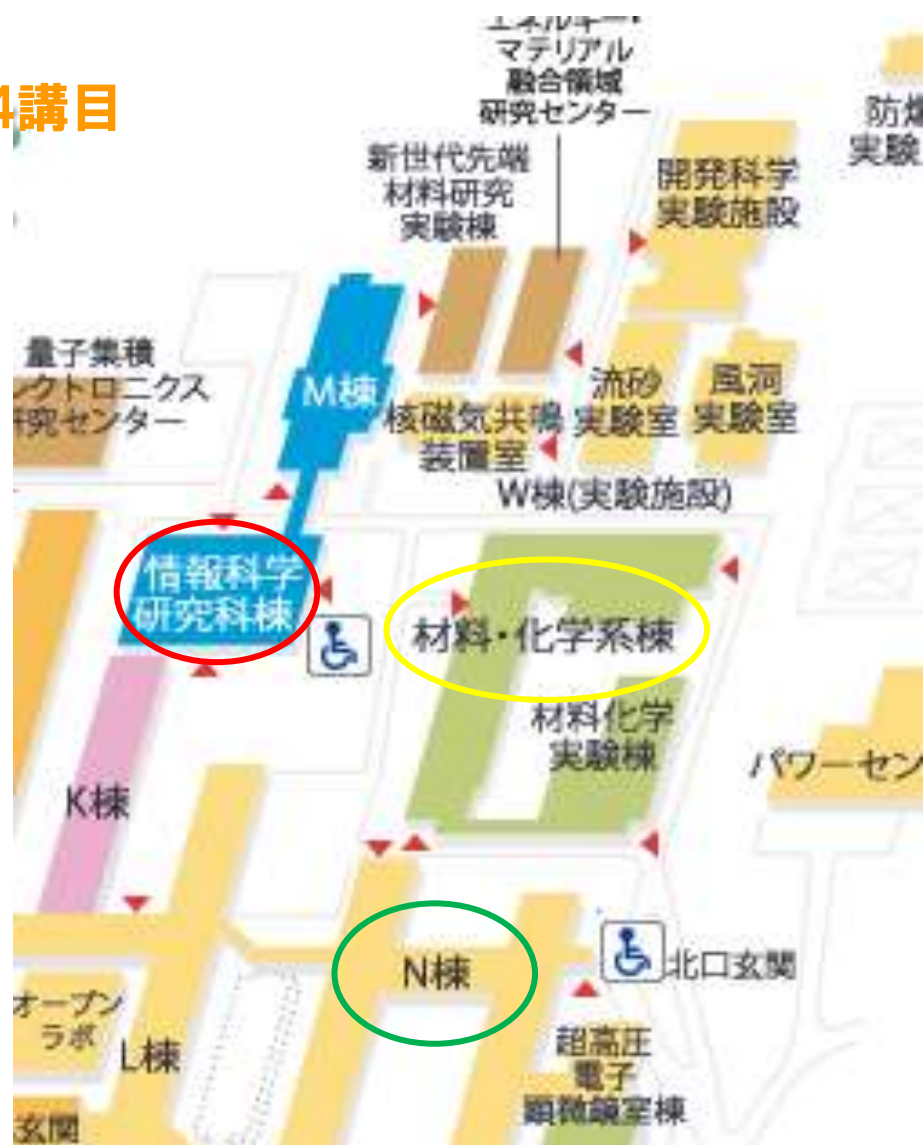 4講目
エネルギー・
マテリアル
融合領域
研究センター
防爆
実験
新世代先端
材料研究
実験棟
開発科学
実験施設
量子集積
レクトロニクス
研究センター
M棟
核磁気共鳴
装置室
流砂
実験室
風洞
実験室
W棟(実験施設)
情報科学
研究科棟
材料・化学系棟
材料化学
実験棟
パワーセン
K棟
N棟
北口玄関
オープン
ラボ
L棟
超高圧
電子
顕微鏡室棟
玄関